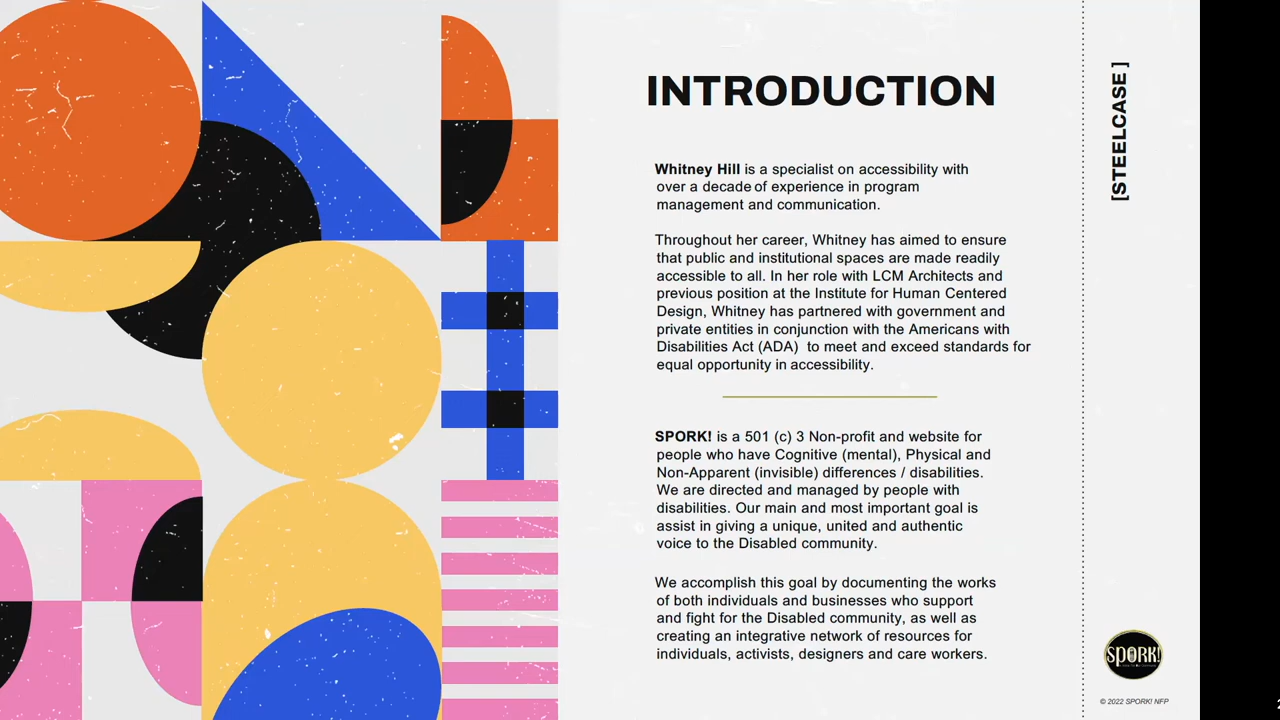 INTRODUCTION
Whitney Hill is a specialist on accessibility with
over a decade of experience in program
management and communication.
Throughout her career, Whitney has aimed to ensure
that public and institutional spaces are made readily
accessible to all. In her role with LCM Architects and
previous position at the Institute for Human Centered
Design, Whitney has partnered with government and
private entities in conjunction with the Americans with
Disabilities Act (ADA)  to meet and exceed standards for
equal opportunity in accessibility.
SPORK! is a 501 (c) 3 Non-profit and website for
people who have Cognitive (mental), Physical and
Non-Apparent (invisible) differences / disabilities.
We are directed and managed by people with
disabilities. Our main and most important goal is
assist in giving a unique, united and authentic
voice to the Disabled community.
We accomplish this goal by documenting the works
of both individuals and businesses who support
and fight for the Disabled community, as well as
creating an integrative network of resources for
individuals, activists, designers and care workers.
[STEELCASE ]
SPORK!
© 2022 SPORK! NFP